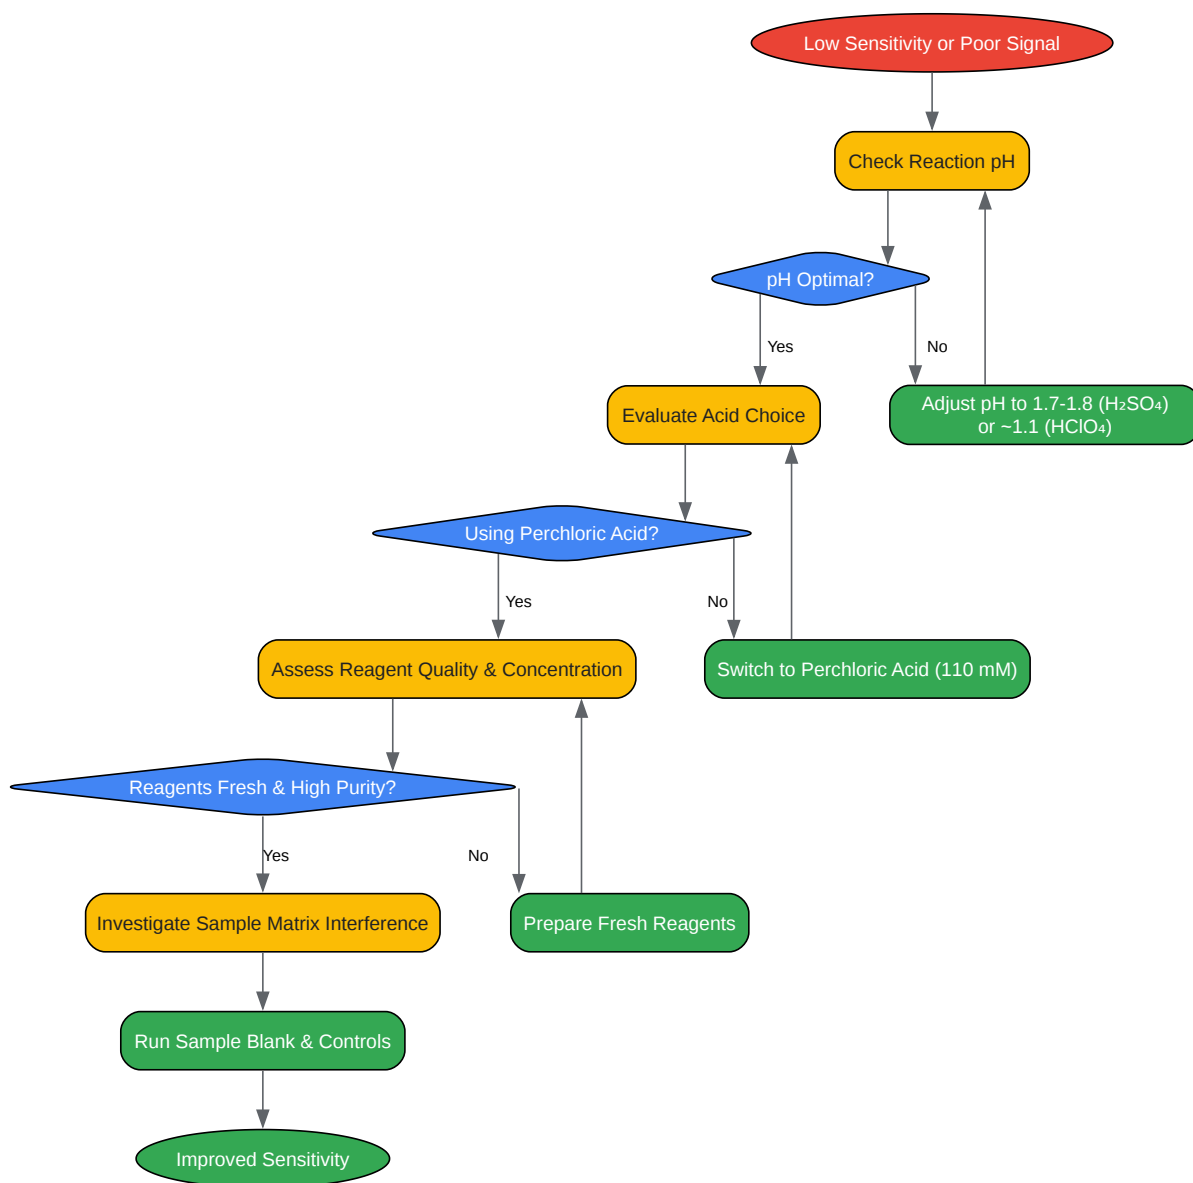 Low Sensitivity or Poor Signal
Check Reaction pH
pH Optimal?
Yes
No
Evaluate Acid Choice
Adjust pH to 1.7-1.8 (H₂SO₄)
or ~1.1 (HClO₄)
Using Perchloric Acid?
Yes
No
Assess Reagent Quality & Concentration
Switch to Perchloric Acid (110 mM)
Reagents Fresh & High Purity?
Yes
No
Investigate Sample Matrix Interference
Prepare Fresh Reagents
Run Sample Blank & Controls
Improved Sensitivity